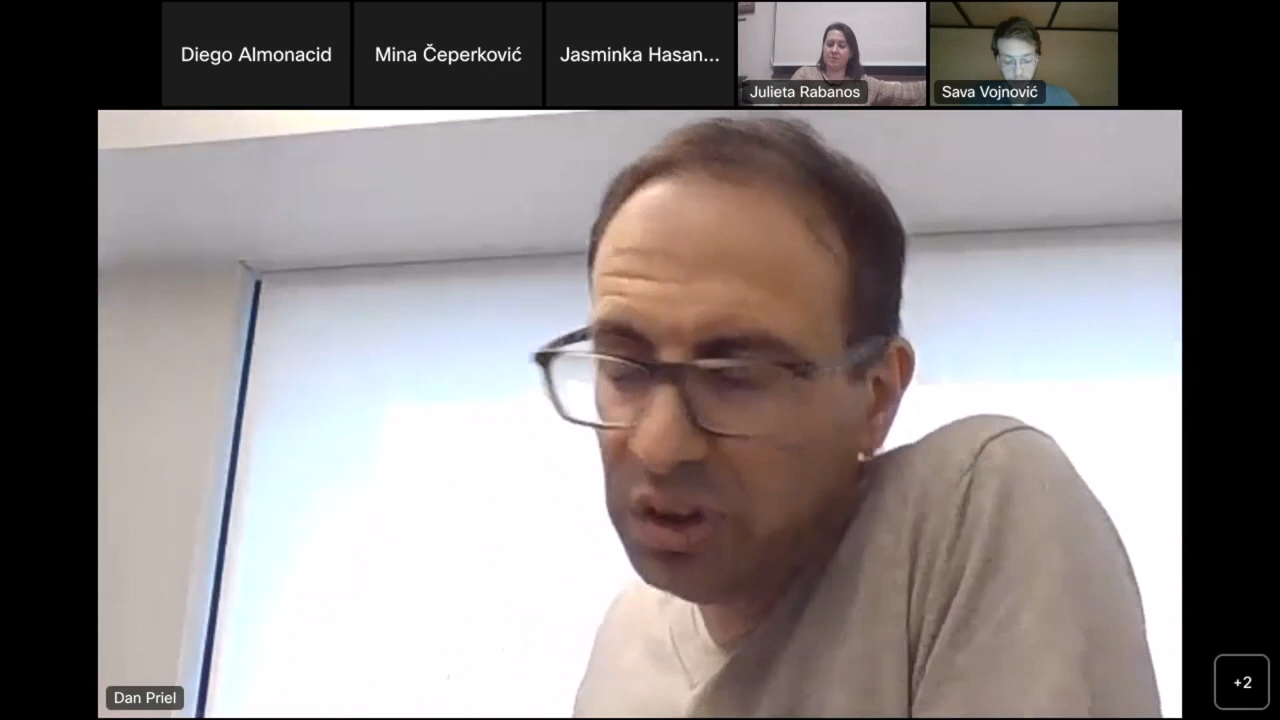 Diego Almonacid
Mina Čeperković
Jasminka Hasan...
Julieta Rabanos
Sava Vojnović
Dan Priel
+2